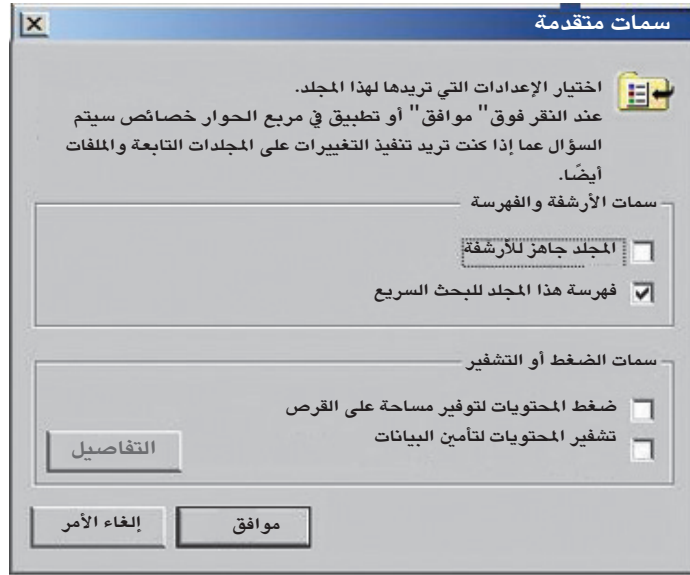 سمات متقدمة
اختيار الإعدادات التي تريدها لهذا المجلد.
عند النقر فوق" موافق" أو تطبيق في مربع الحوار خصائص سيتم
السؤال عما إذا كنت تريد تنفيذ التغييرات على المجلدات التابعة والملفات
أيضًا.
سمات الأرشفة والفهرسة
المجلد جاهز للأرشفة
فهرسة هذا المجلد للبحث السريع
سمات الضغط أو التشفير
ضغط المحتويات لتوفير مساحة على القرص
تشفير المحتويات لتأمين البيانات
التفاصيل
موافق
إلغاء الأمر